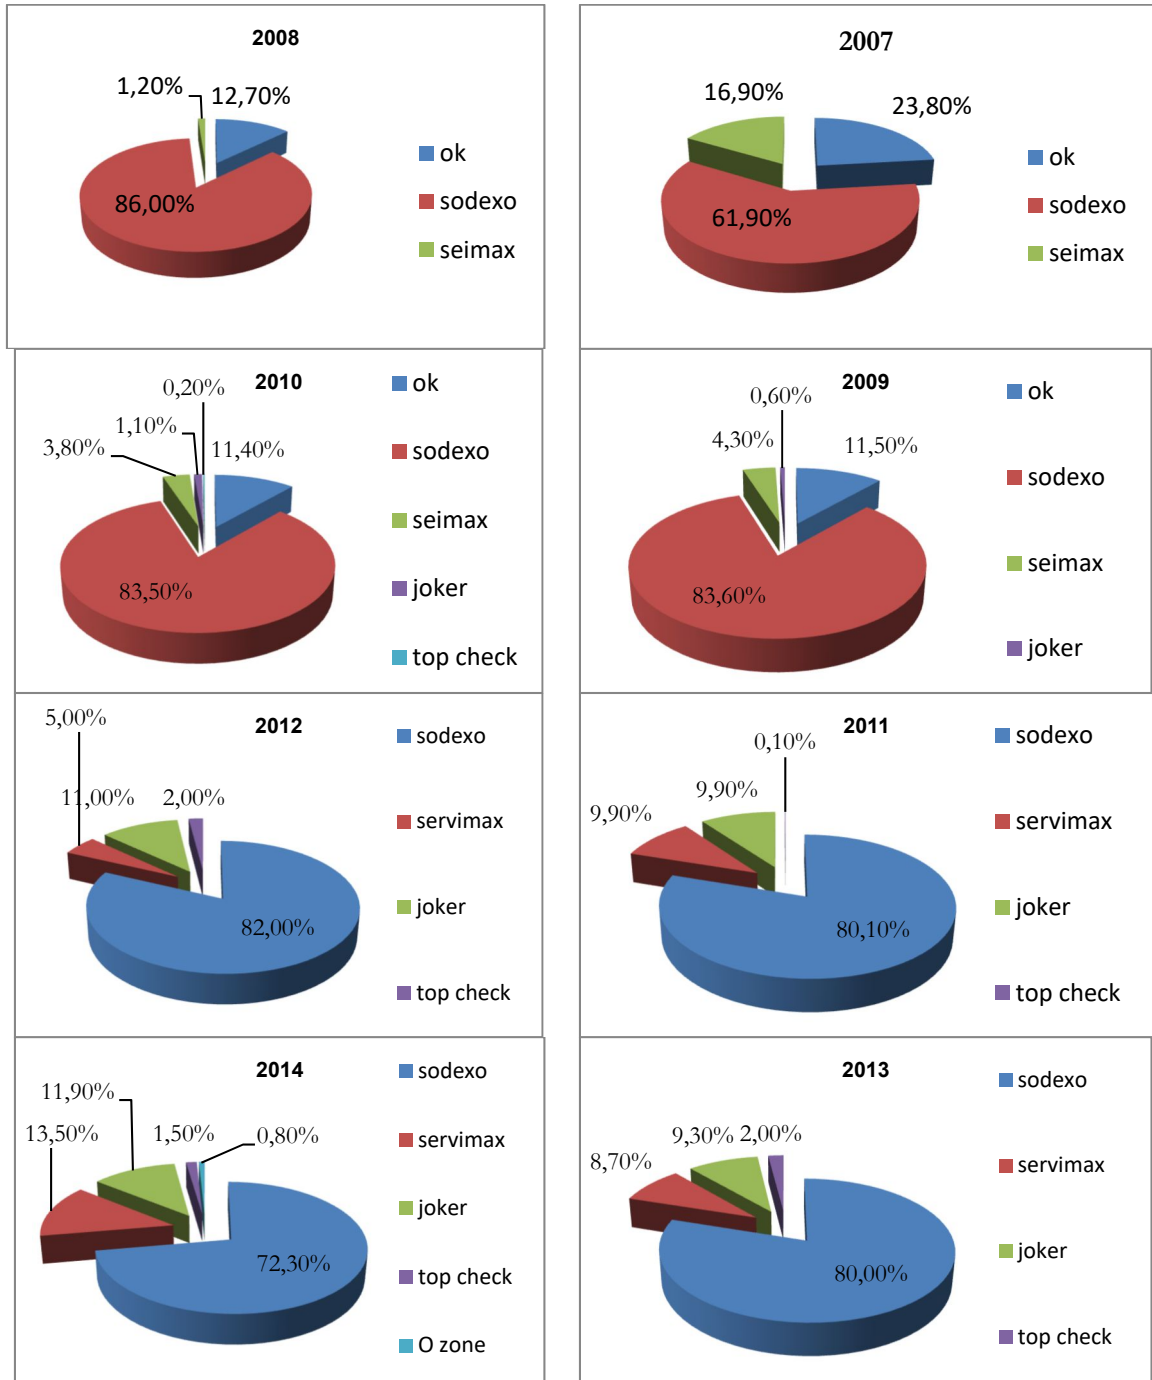 2008
1,20%
12,70%
86,00%
ok
sodexo
seimax
2007
16,90%
23,80%
61,90%
ok
sodexo
seimax
2010
0,20%
1,10%
3,80%
11,40%
83,50%
ok
sodexo
seimax
joker
top check
2009
0,60%
4,30%
11,50%
83,60%
ok
sodexo
seimax
joker
2012
5,00%
11,00%
2,00%
82,00%
sodexo
servimax
joker
top check
2011
0,10%
9,90%
9,90%
80,10%
sodexo
servimax
joker
top check
2014
11,90%
13,50%
1,50%
0,80%
72,30%
sodexo
servimax
joker
top check
O zone
2013
9,30%
2,00%
8,70%
80,00%
sodexo
servimax
joker
top check